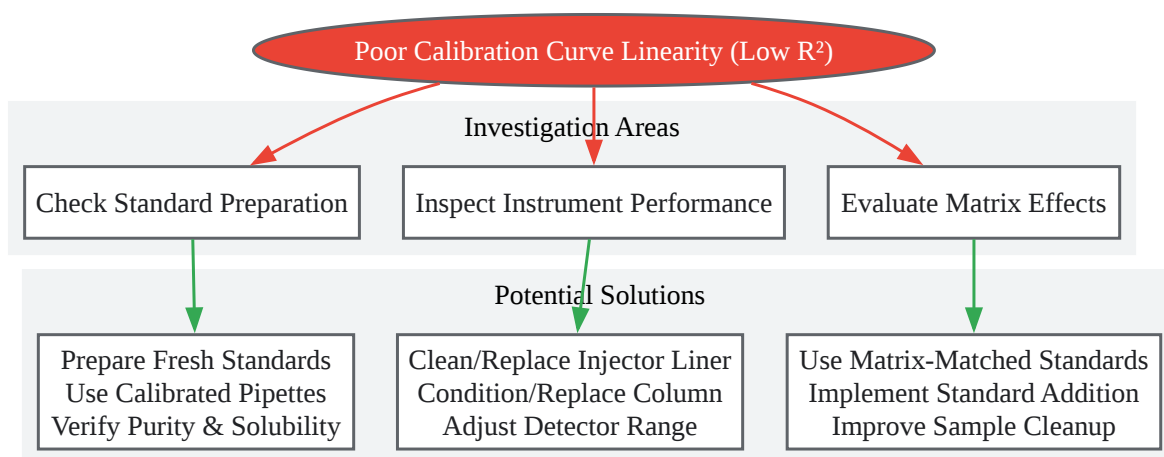 Poor Calibration Curve Linearity (Low R²)
Investigation Areas
Check Standard Preparation
Inspect Instrument Performance
Evaluate Matrix Effects
Potential Solutions
Prepare Fresh Standards
Use Calibrated Pipettes
Verify Purity & Solubility
Clean/Replace Injector Liner
Condition/Replace Column
Adjust Detector Range
Use Matrix-Matched Standards
Implement Standard Addition
Improve Sample Cleanup